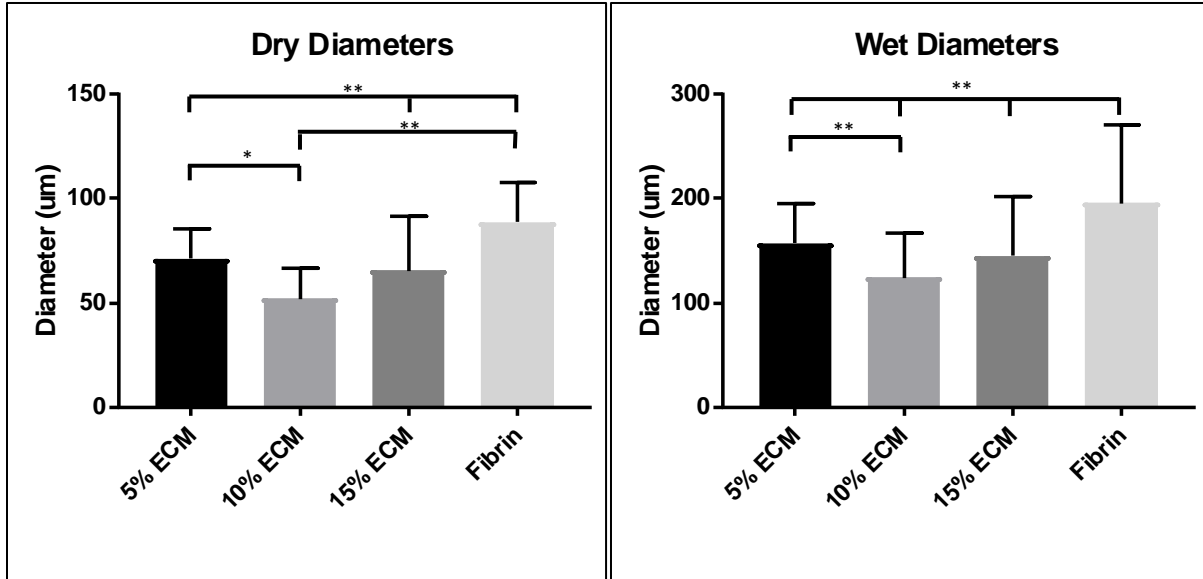 Dry Diameters
150
100
50
0
Diameter (um)
**
**
*
5% ECM
10% ECM
15% ECM
Fibrin
Wet Diameters
300
200
100
0
Diameter (um)
**
**
5% ECM
10% ECM
15% ECM
Fibrin